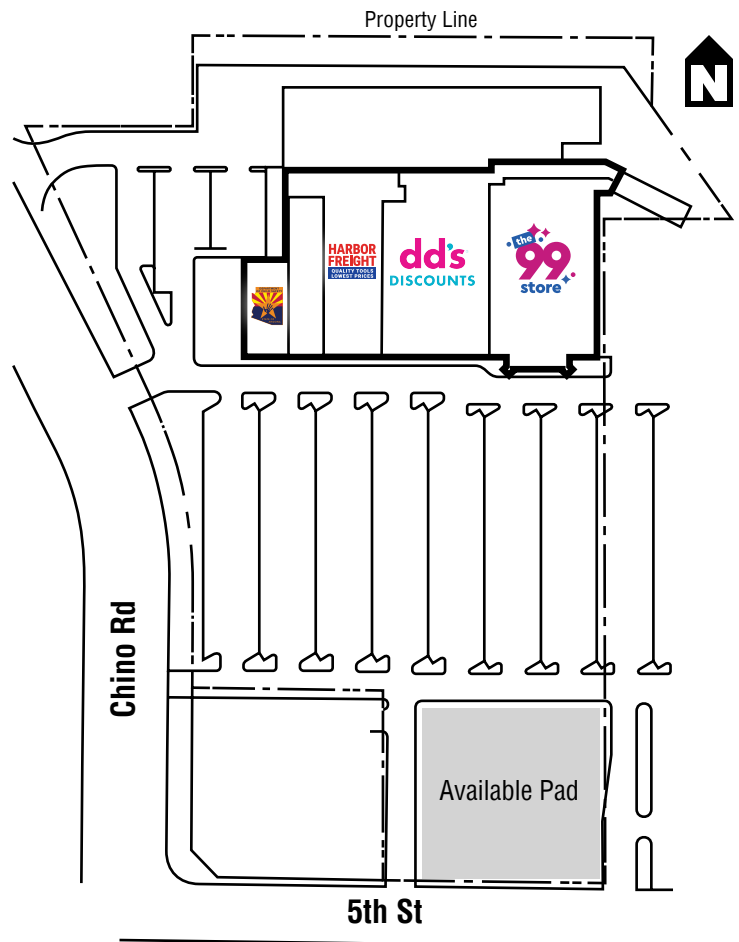 Property Line
N
HARBOR
FREIGHT
QUALITY TOOLS
LOWEST PRICES
dd's
DISCOUNTS
the
99
store
Chino Rd
Available Pad
5th St